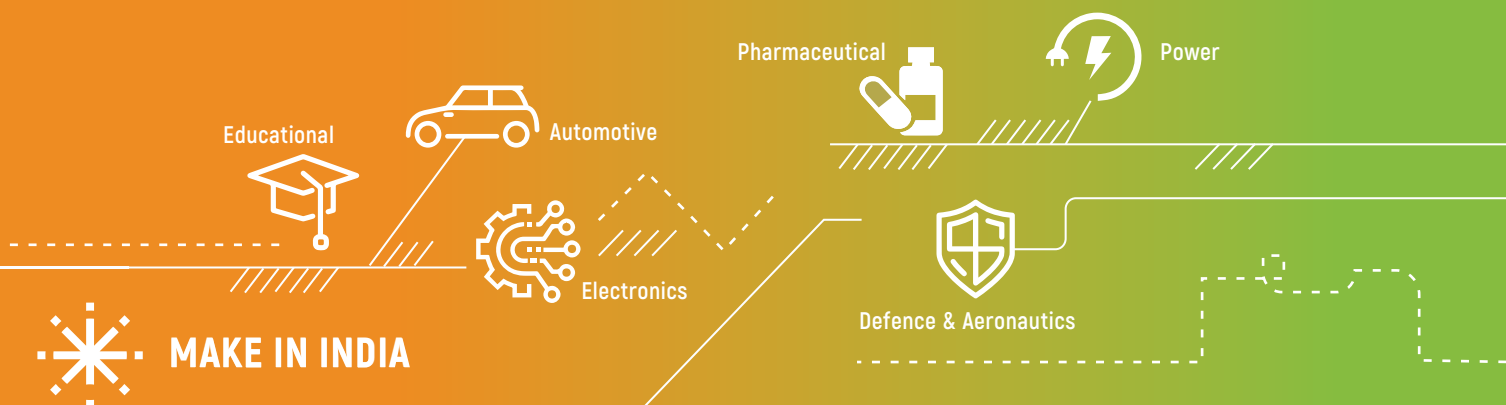 Pharmaceutical
Power
Educational
Automotive
Electronics
Defence & Aeronautics
MAKE IN INDIA